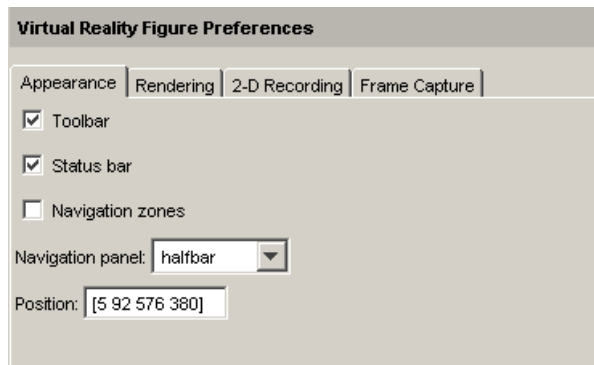 Virtual Reality Figure Preferences
Appearance Rendering 2-D Recording Frame Capture
Toolbar
Status bar
Navigation zones
Navigation panel: halfbar
Position: [5 92 576 380]